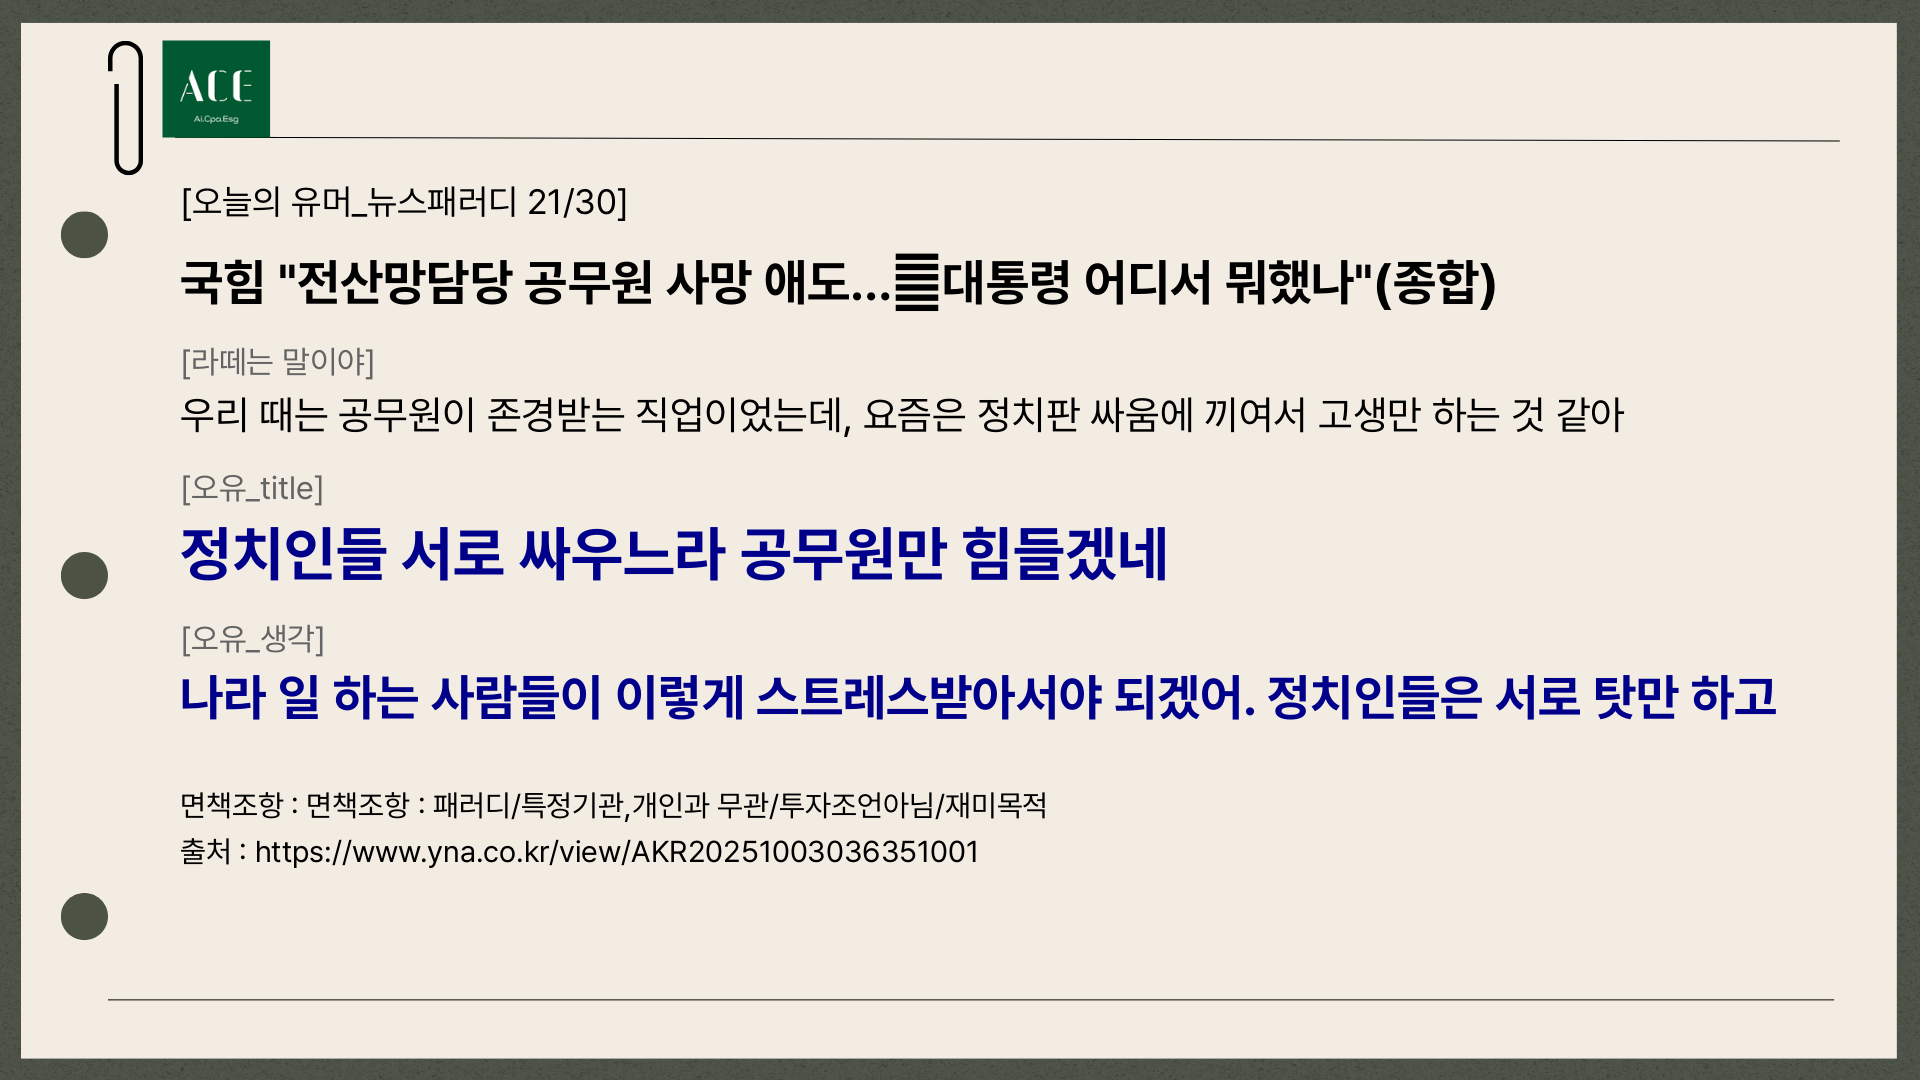 ACE
Ai.Cpa.Esg
[오늘의 유머_뉴스패러디 21/30]
국힘 "전산망담당 공무원 사망 애도…대통령 어디서 뭐했나"(종합)
[라떼는 말이야]
우리 때는 공무원이 존경받는 직업이었는데, 요즘은 정치판 싸움에 끼여서 고생만 하는 것 같아
[오유_title]
정치인들 서로 싸우느라 공무원만 힘들겠네
[오유_생각]
나라 일 하는 사람들이 이렇게 스트레스받아서야 되겠어. 정치인들은 서로 탓만 하고
면책조항 : 면책조항 : 패러디/특정기관,개인과 무관/투자조언아님/재미목적
출처 : https://www.yna.co.kr/view/AKR20251003036351001